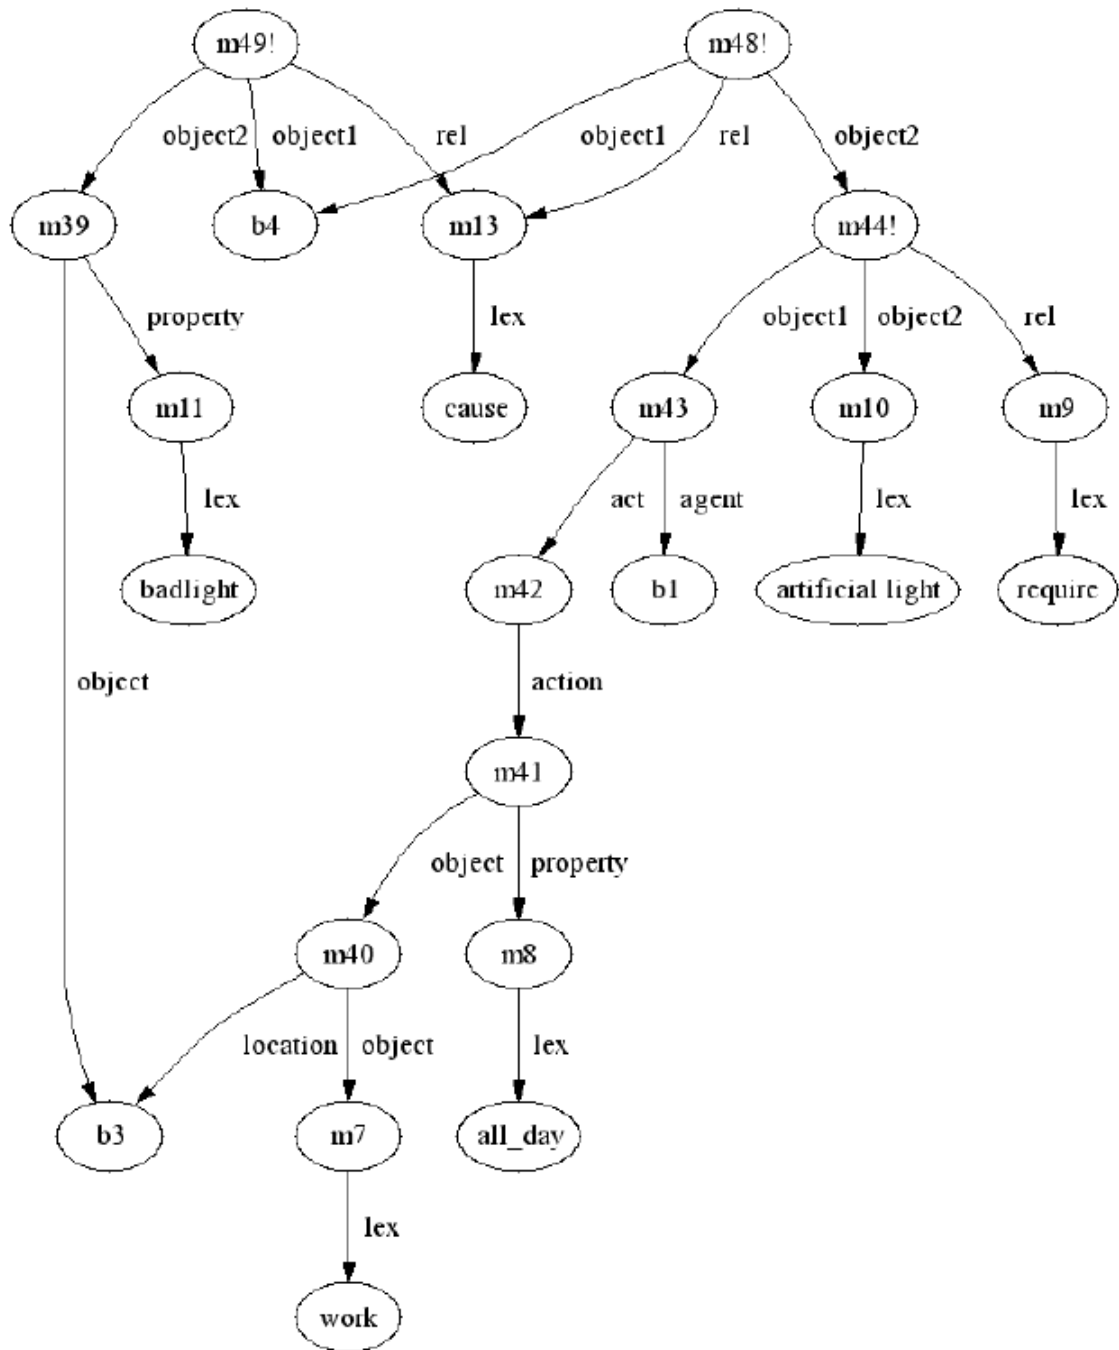 m49! m48!
object2 object1 rel object1 rel object2
m39 b4 m13 m44!
property lex object1 object2 rel
m11 cause m43 m10 m9
lex act agent lex lex
badlight m42 b1 artificial light require
object action
m41
object property
m40 m8
location object lex
b3 m7 all_day
lex
work